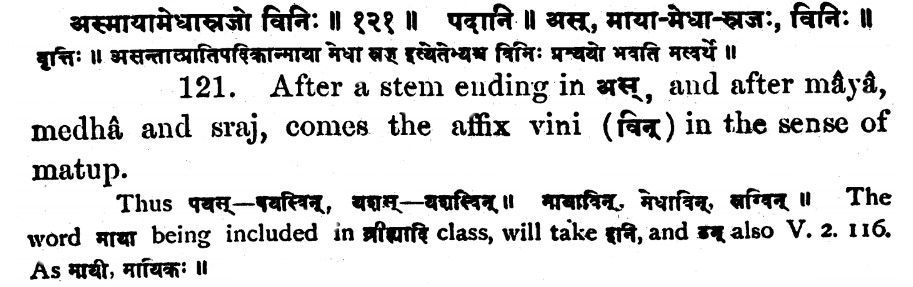 अस्मायामेधास्रजो विनिः ॥ १२१ ॥ पदानि ॥ अस्, माया-मेधा-स्रजः, विनिः ॥
वृत्तिः ॥ असन्तात्प्रातिपदिकान्माया मेधा स्रज् इत्येतेभ्यश्च विनिः प्रत्ययो भवति मत्वर्थे ॥
121. After a stem ending in अस्, and after mâyâ,
medhâ and sraj, comes the affix vini (विन्) in the sense of
matup.
Thus पयस्—पयस्विन्, यशस्—यशस्विन् ॥ मायाविन्, मेधाविन्, स्रग्विन् ॥ The
word माया being included in व्रीह्यादि class, will take इनि, and ठन् also V. 2. 116.
As मायी, मायिकः ॥